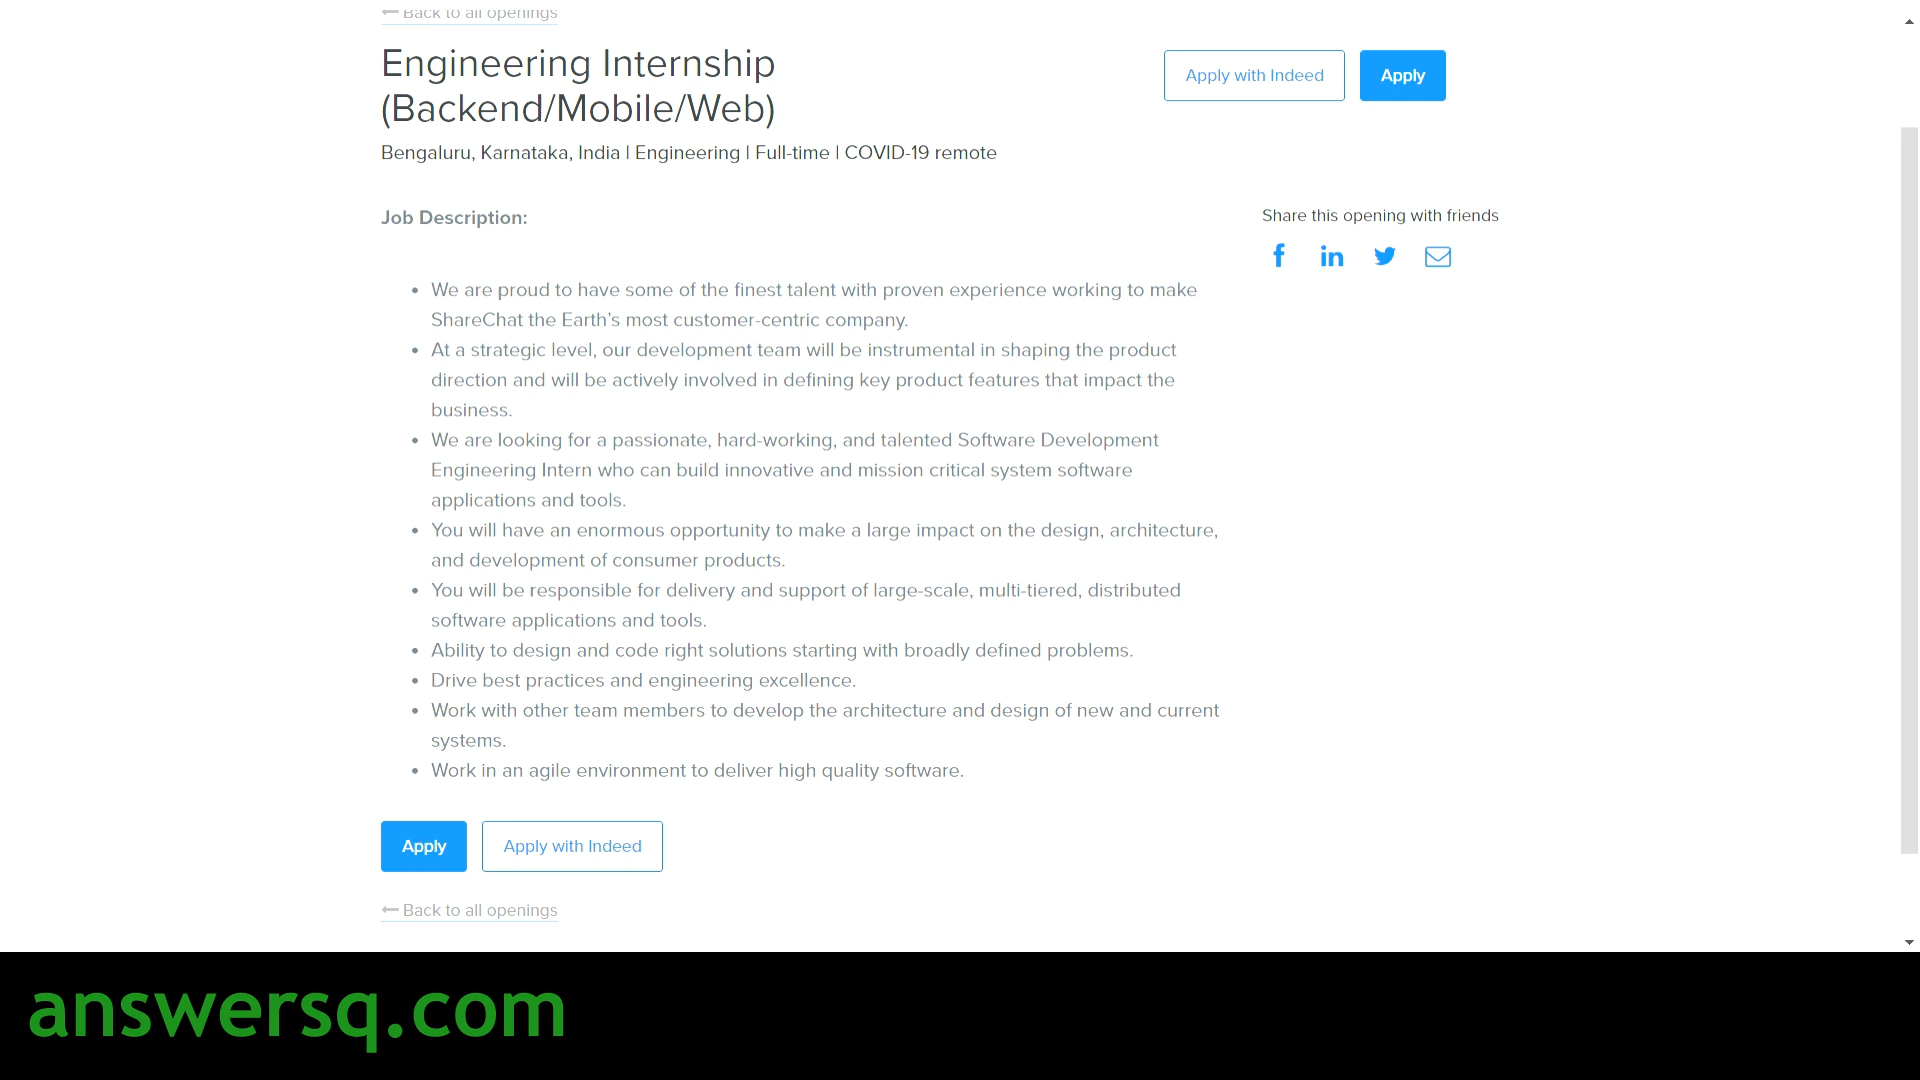 Back to all openings
Engineering Internship
(Backend/Mobile/Web)
Apply with Indeed
Apply
Bengaluru, Karnataka, India | Engineering | Full-time | COVID-19 remote
Job Description:
Share this opening with friends
• We are proud to have some of the finest talent with proven experience working to make
ShareChat the Earth’s most customer-centric company.
• At a strategic level, our development team will be instrumental in shaping the product
direction and will be actively involved in defining key product features that impact the
business.
• We are looking for a passionate, hard-working, and talented Software Development
Engineering Intern who can build innovative and mission critical system software
applications and tools.
• You will have an enormous opportunity to make a large impact on the design, architecture,
and development of consumer products.
• You will be responsible for delivery and support of large-scale, multi-tiered, distributed
software applications and tools.
• Ability to design and code right solutions starting with broadly defined problems.
• Drive best practices and engineering excellence.
• Work with other team members to develop the architecture and design of new and current
systems.
• Work in an agile environment to deliver high quality software.
Apply
Apply with Indeed
Back to all openings
answersq.com